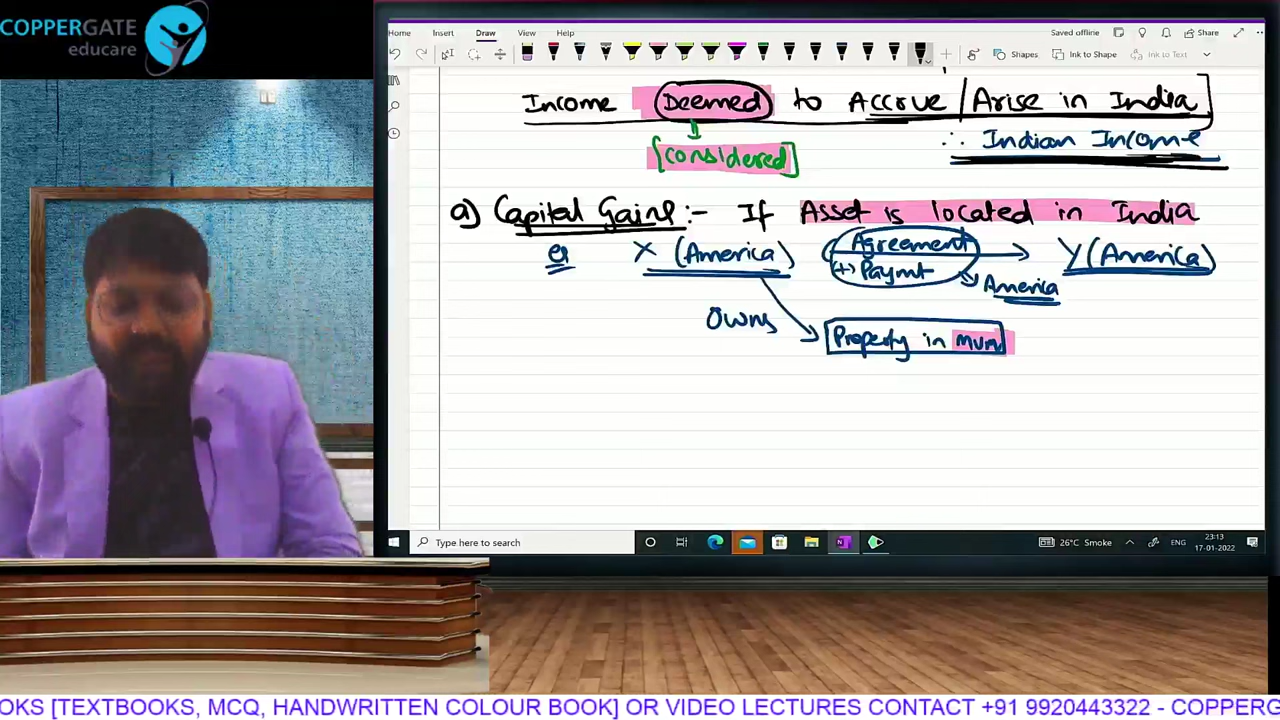 COPPERGATE
educare
Home Insert Draw View Help
Saved offline Share
Shapes Ink to Shape Ink to Text
Income Deemed to Accrue / Arise in India
[considered]
∴ Indian Income
a) Capital Gains :- If Asset is located in India
eg X (America) Agreement (+) Paymt America Y (America)
Owns
Property in mum
Type here to search
26°C Smoke ENG 23:13
17-01-2022
OKS [TEXTBOOKS, MCQ, HANDWRITTEN COLOUR BOOK] OR VIDEO LECTURES CONTACT +91 9920443322 - COPPERG